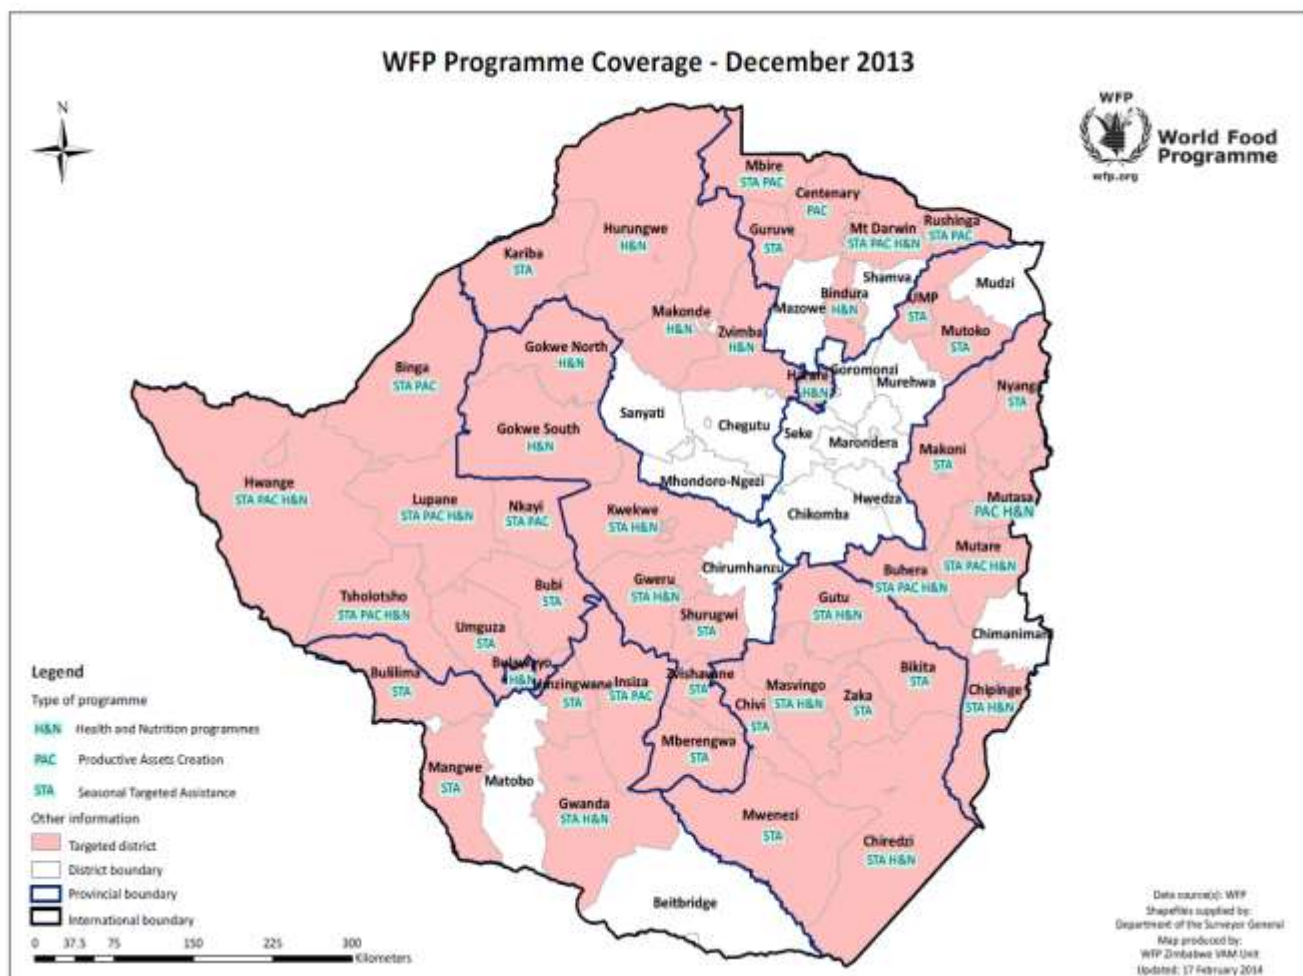 WFP Programme Coverage - December 2013
N
WFP
wfp.org
World Food
Programme
Mbire
STA PAC
Centenary
PAC
Hurungwe
H&N
Guruve
STA
Mt Darwin
STA PAC H&N
Rushinga
STA PAC
Kariba
STA
Shamva
Mudzi
Mazowe
Bindura
H&N
UMP
STA
Makonde
H&N
Zvimba
H&N
Mutoko
STA
Gokwe North
H&N
Binga
STA PAC
Harare
H&N
Goromonzi
Murehwa
Nyanga
STA
Sanyati
Chegutu
Seke
Marondera
Gokwe South
H&N
Makoni
STA
Hwange
STA PAC H&N
Lupane
STA PAC H&N
Nkayi
STA PAC
Mhondoro-Ngezi
Kwekwe
STA H&N
Chikomba
Hwedza
Mutasa
PAC H&N
Mutare
STA PAC H&N
Chirumhanzu
Buhera
STA PAC H&N
Bubi
STA
Gweru
STA H&N
Tsholotsho
STA PAC H&N
Gutu
STA H&N
Shurugwi
STA
Umguza
STA
Chimanimani
Bulilima
STA
Bulawayo
H&N
Umzingwane
STA
Insiza
STA PAC
Zvishavane
STA
Masvingo
STA H&N
Bikita
STA
Zaka
STA
Chivi
STA
Chipinge
STA H&N
Mberengwa
STA
Mangwe
STA
Matobo
Gwanda
STA H&N
Mwenezi
STA
Chiredzi
STA H&N
Beitbridge
Legend
Type of programme
H&N Health and Nutrition programmes
PAC Productive Assets Creation
STA Seasonal Targeted Assistance
Other information
Targeted district
District boundary
Provincial boundary
International boundary
0 37.5 75 150 225 300
Kilometers
Data source(s): WFP
Shapefiles supplied by:
Department of the Surveyor General
Map produced by:
WFP Zimbabwe VAM Unit
Updated: 17 February 2014